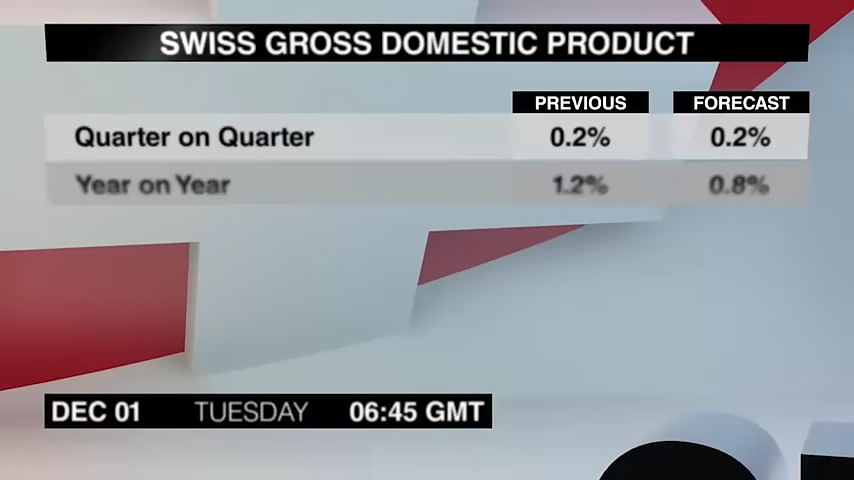 SWISS GROSS DOMESTIC PRODUCT
PREVIOUS FORECAST
Quarter on Quarter 0.2% 0.2%
Year on Year 1.2% 0.8%
DEC 01 TUESDAY 06:45 GMT